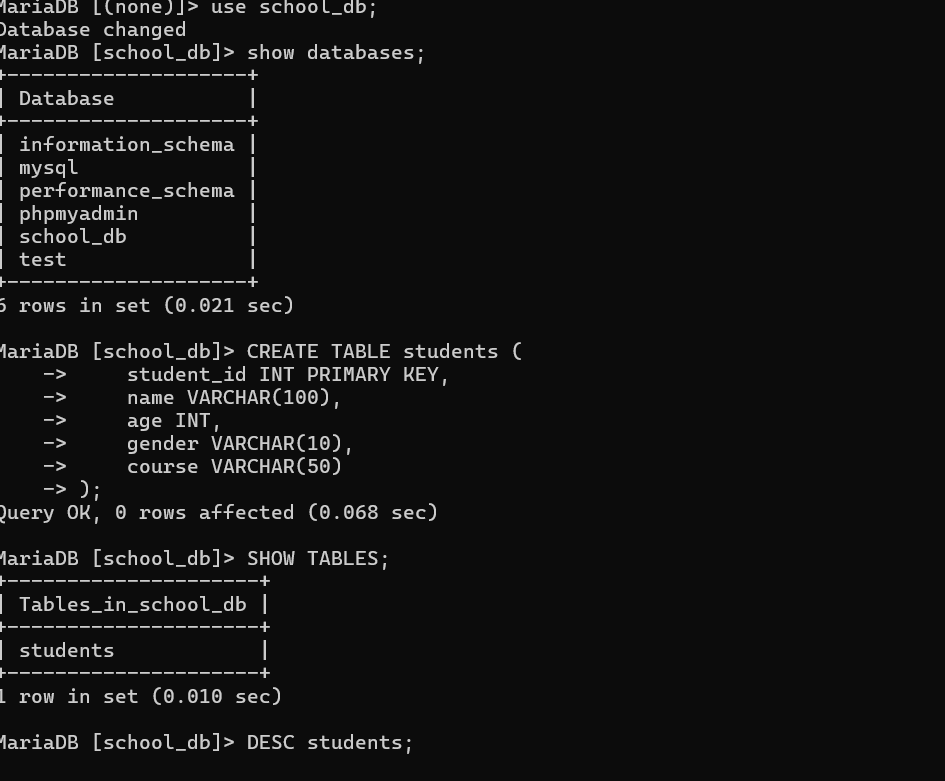 MariaDB [(none)]> use school_db;
Database changed
MariaDB [school_db]> show databases;
+--------------------+
| Database           |
+--------------------+
| information_schema |
| mysql              |
| performance_schema |
| phpmyadmin         |
| school_db          |
| test               |
+--------------------+
6 rows in set (0.021 sec)

MariaDB [school_db]> CREATE TABLE students (
    ->     student_id INT PRIMARY KEY,
    ->     name VARCHAR(100),
    ->     age INT,
    ->     gender VARCHAR(10),
    ->     course VARCHAR(50)
    -> );
Query OK, 0 rows affected (0.068 sec)

MariaDB [school_db]> SHOW TABLES;
+---------------------+
| Tables_in_school_db |
+---------------------+
| students            |
+---------------------+
1 row in set (0.010 sec)

MariaDB [school_db]> DESC students;